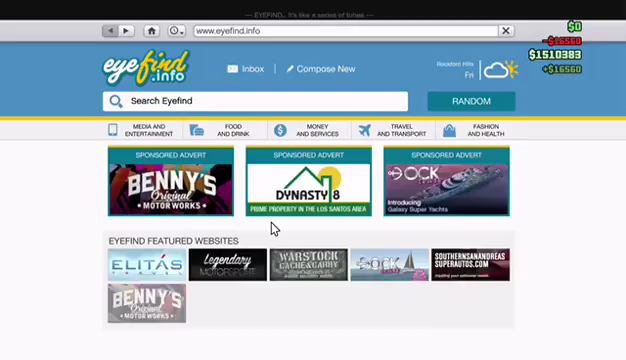 EYEFIND... It's like a series of tubes
www.eyefind.info
$0
-$16560
$1510383
+$16560
eyefind.info
Inbox
Compose New
Rockford Hills
Fri
Search Eyefind
RANDOM
MEDIA AND ENTERTAINMENT
FOOD AND DRINK
MONEY AND SERVICES
TRAVEL AND TRANSPORT
FASHION AND HEALTH
SPONSORED ADVERT
SPONSORED ADVERT
SPONSORED ADVERT
BENNY'S
Original
MOTOR WORKS
DYNASTY 8
PRIME PROPERTY IN THE LOS SANTOS AREA
DOCK
Introducing
Galaxy Super Yachts
EYEFIND FEATURED WEBSITES
ELITÁS
TRAVEL
Legendary
MOTORSPORT
WARSTOCK
CACHE & CARRY
DOCK
SOUTHERNSANANDREAS
SUPERAUTOS.COM
BENNY'S
Original
MOTOR WORKS